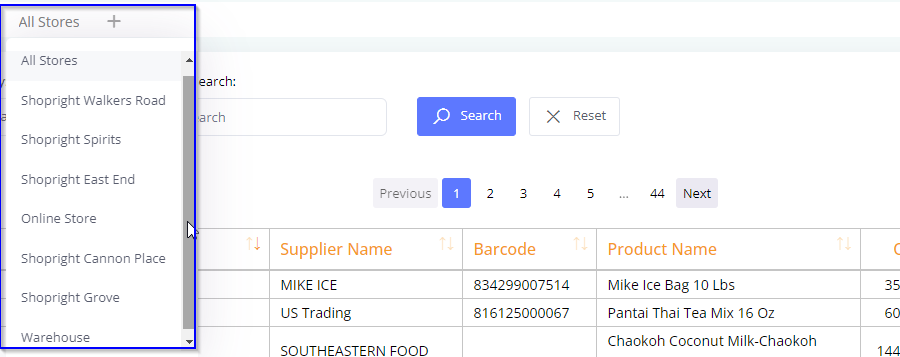 All Stores +
All Stores
earch:
Shopright Walkers Road
arch
Search
Reset
Shopright Spirits
Shopright East End
Previous 1 2 3 4 5 ... 44 Next
Online Store
Supplier Name Barcode Product Name C
Shopright Cannon Place
MIKE ICE 834299007514 Mike Ice Bag 10 Lbs 35
Shopright Grove
US Trading 816125000067 Pantai Thai Tea Mix 16 Oz 60
Warehouse
Chaokoh Coconut Milk-Chaokoh
SOUTHEASTERN FOOD 144